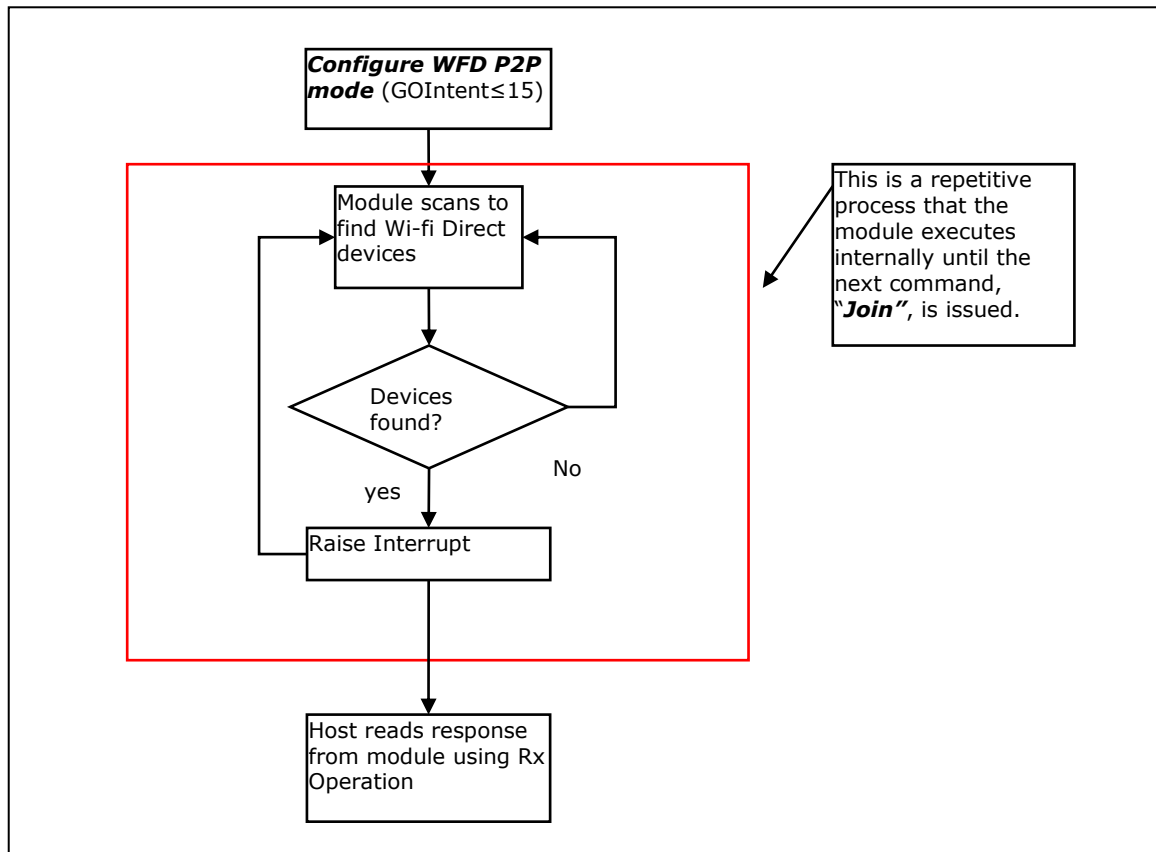 Configure WFD P2P
mode (GOIntent≤15)
Module scans to
find Wi-fi Direct
devices
This is a repetitive
process that the
module executes
internally until the
next command,
“Join”, is issued.
Devices
found?
No
yes
Raise Interrupt
Host reads response
from module using Rx
Operation